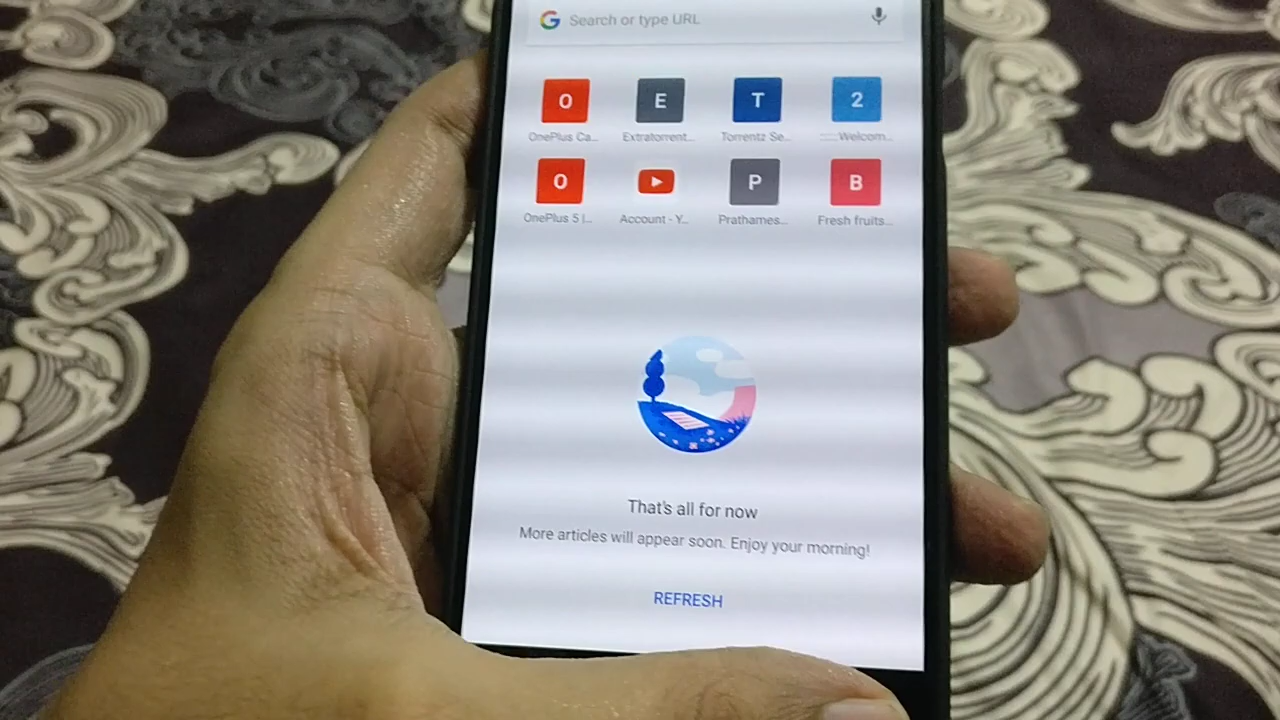 Search or type URL
O E T 2
OnePlus Ca... Extratorrent... Torrentz Se... Welcom...
O P B
OnePlus 5 |... Account - Y... Prathames... Fresh fruits...
That's all for now
More articles will appear soon. Enjoy your morning!
REFRESH